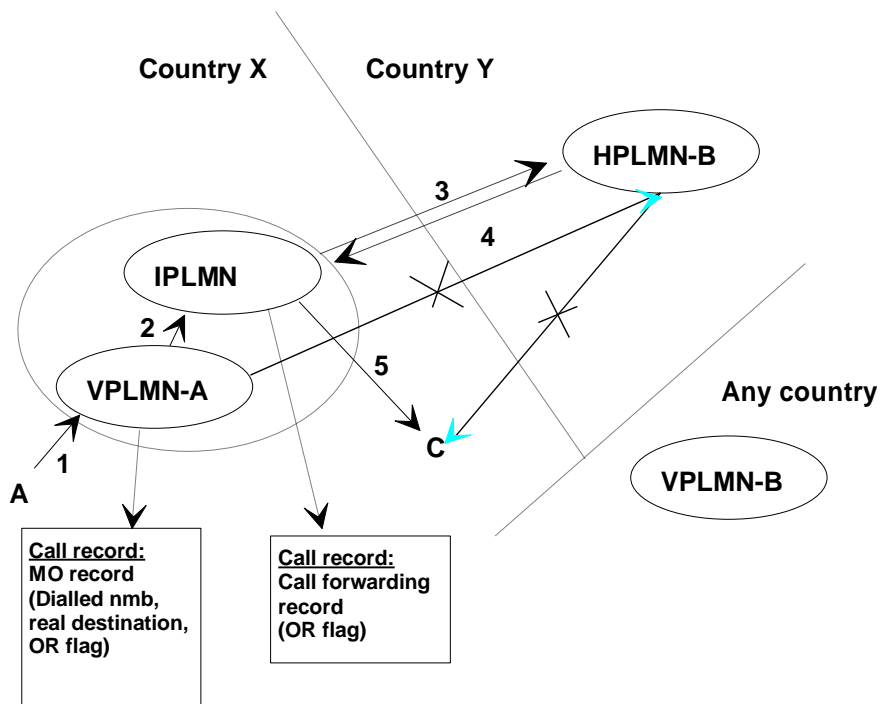 Country X
Country Y
HPLMN-B
3
4
IPLMN
2
5
VPLMN-A
Any country
C
1
VPLMN-B
A
Call record:
MO record
(Dialled nmb,
real destination,
OR flag)
Call record:
Call forwarding
record
(OR flag)